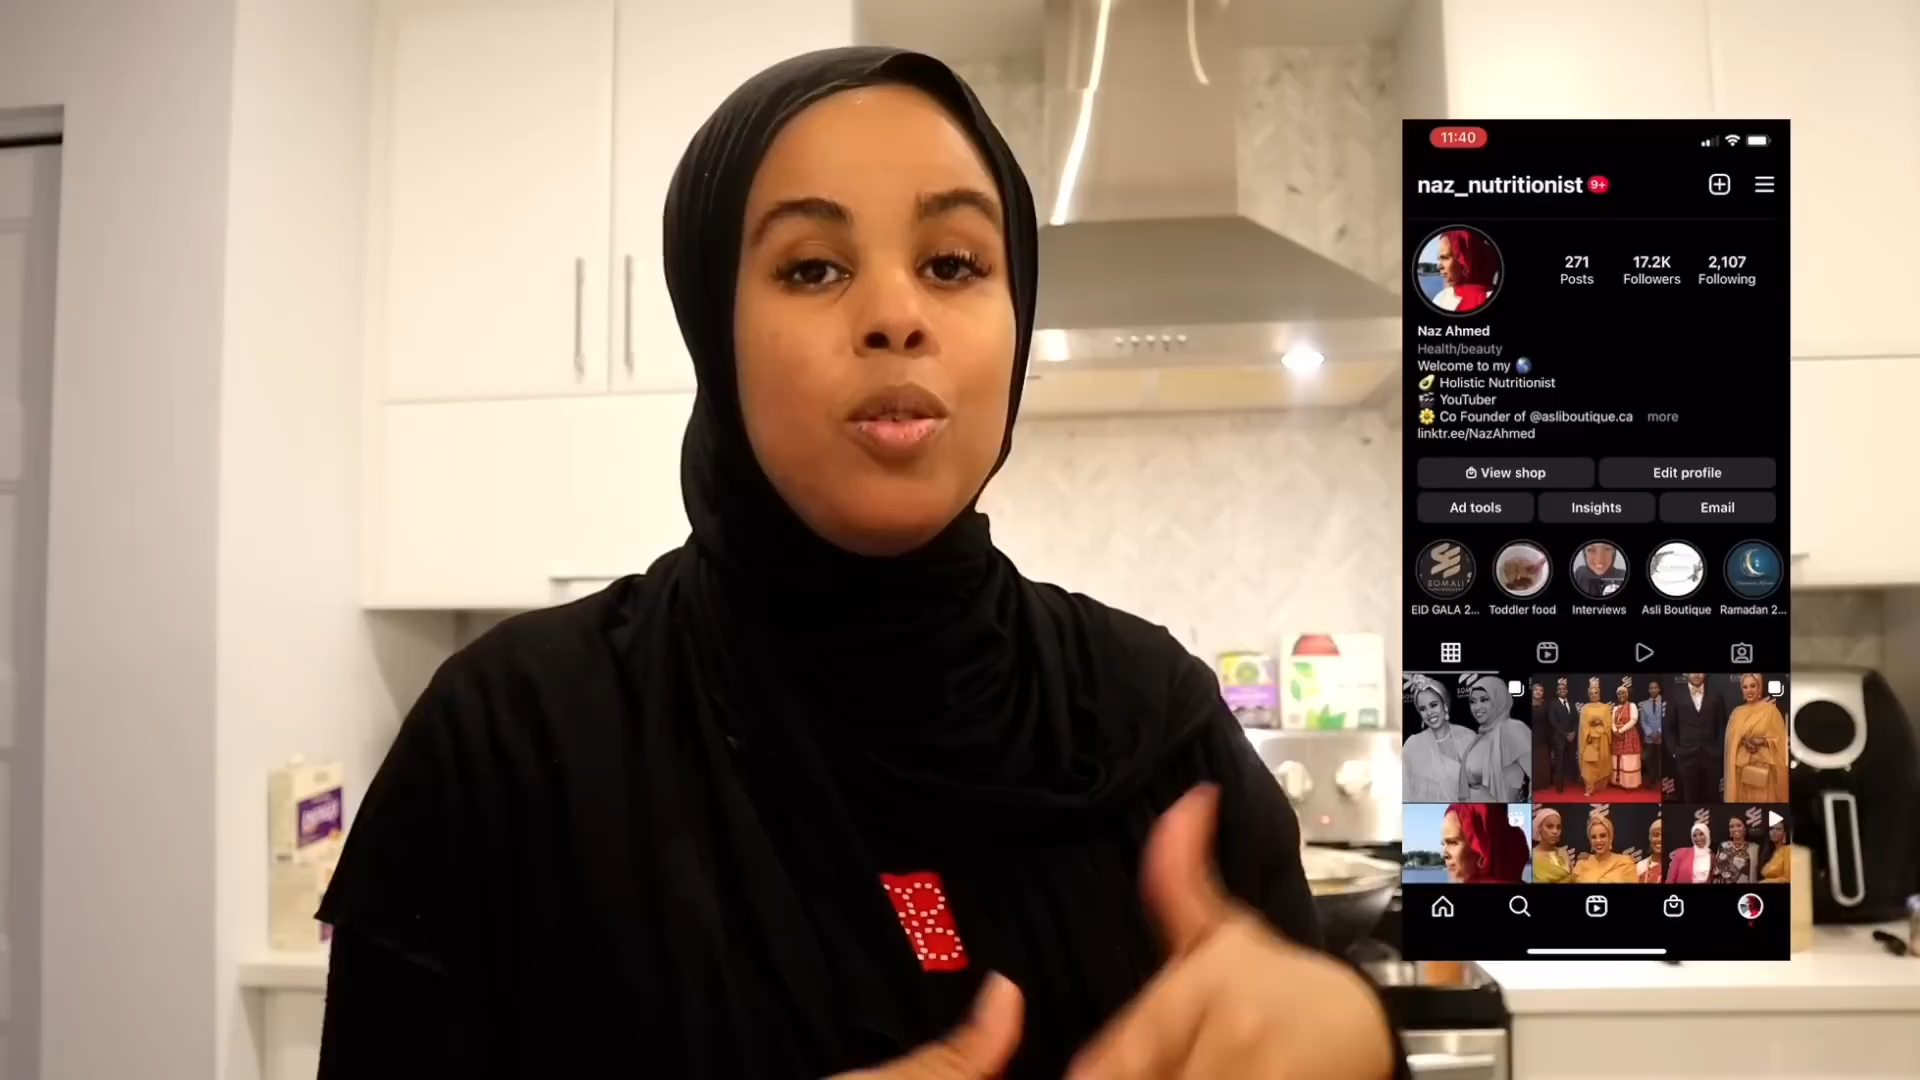 11:40
naz_nutritionist 9+
271 17.2K 2,107
Posts Followers Following
Naz Ahmed
Health/beauty
Welcome to my
Holistic Nutritionist
YouTuber
Co Founder of @asliboutique.ca more
linktr.ee/NazAhmed
View shop Edit profile
Ad tools Insights Email
SOMALI
EID GALA 2... Toddler food Interviews Asli Boutique Ramadan 2...
B